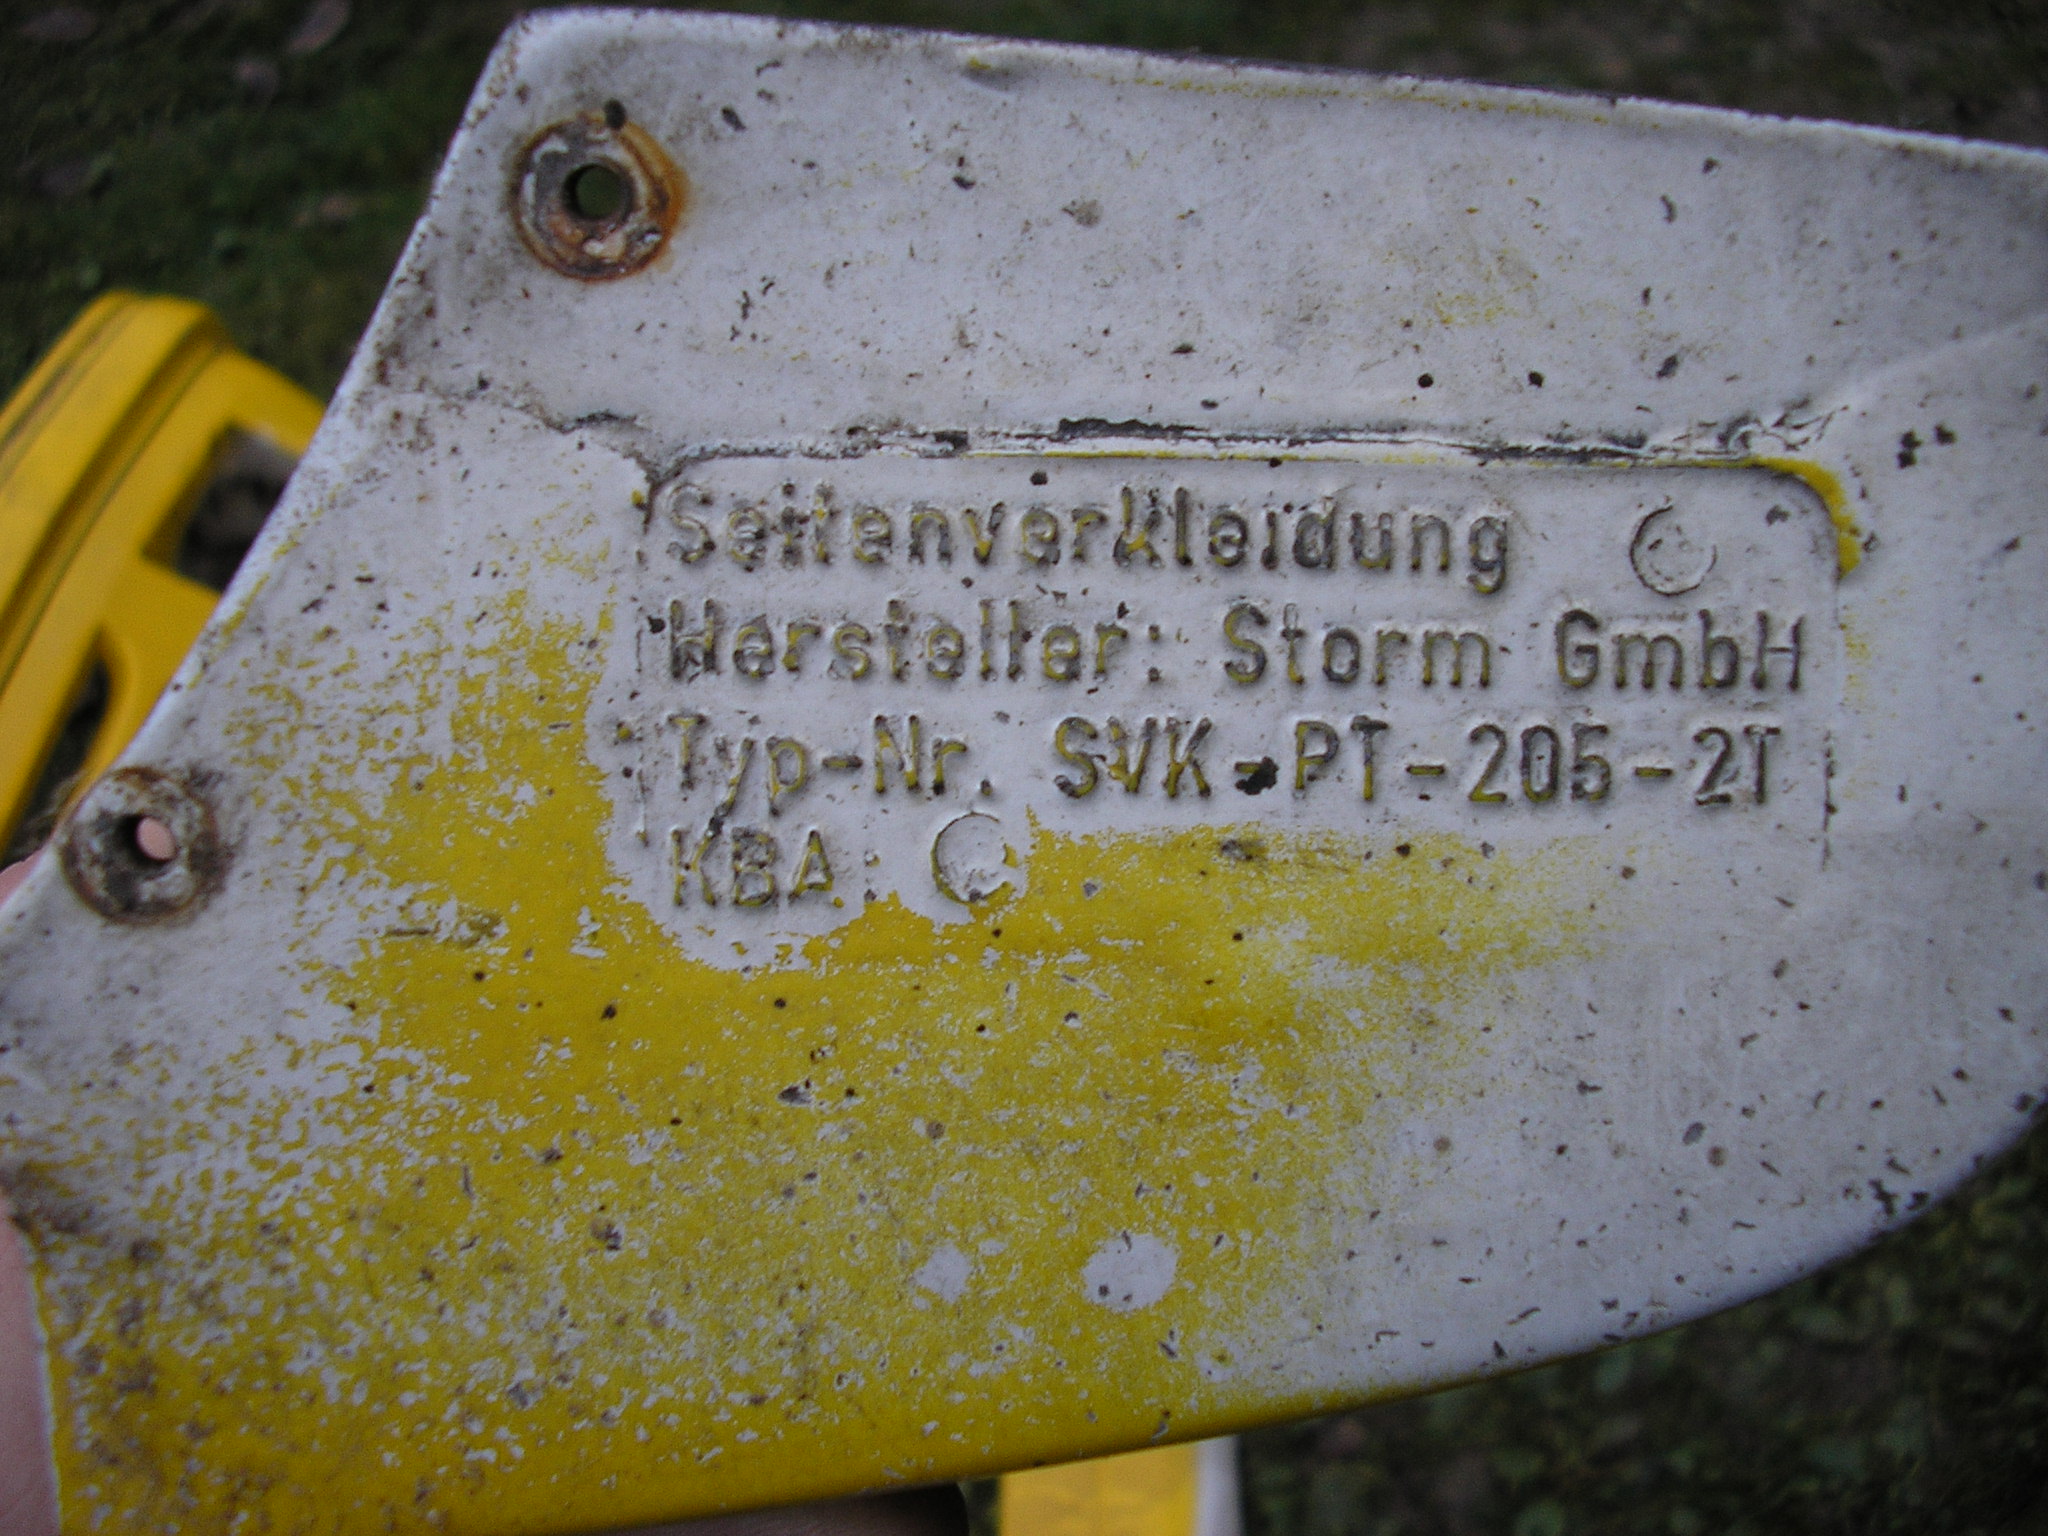 Seitenverkleidung
Hersteller: Storm GmbH
Typ-Nr. SVK-PT-205-2T
KBA: